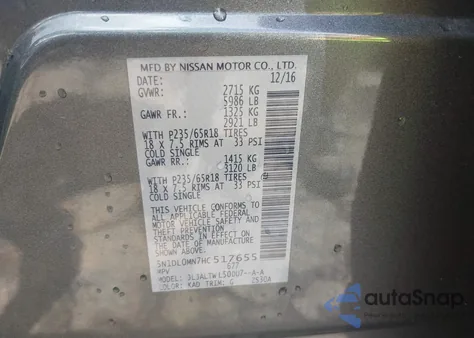 MFD BY NISSAN MOTOR CO., LTD.
DATE: 12/16
GVWR: 2715 KG
5986 LB
GAWR FR.: 1325 KG
2921 LB
WITH P235/65R18 TIRES
18 X 7.5 RIMS AT 33 PSI
COLD SINGLE
GAWR RR.: 1415 KG
3120 LB
WITH P235/65R18 TIRES
18 X 7.5 RIMS AT 33 PSI
COLD SINGLE
THIS VEHICLE CONFORMS TO
ALL APPLICABLE FEDERAL
MOTOR VEHICLE SAFETY AND
THEFT PREVENTION STANDARDS
IN EFFECT ON THE
DATE OF MANUFACTURE
SHOWN ABOVE.
5N1DL0MN7HC517655
MPV 677
COLOR: KAD TRIM: G
autoSnap